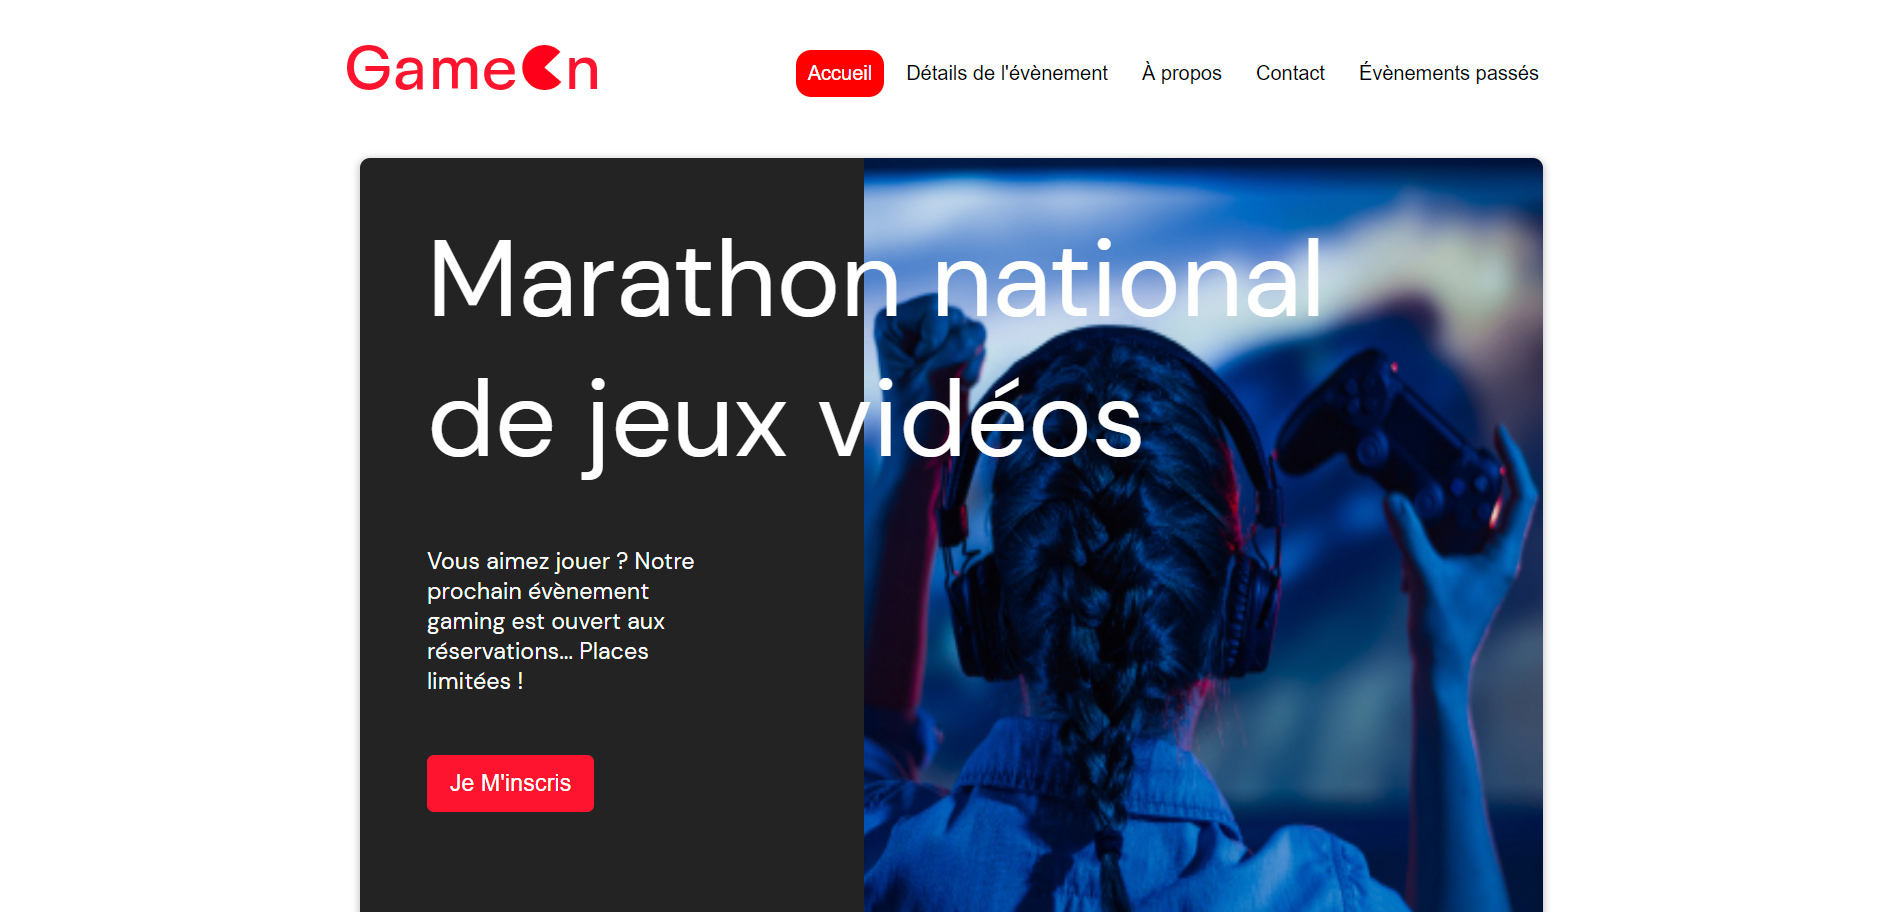 GameOn
Accueil Détails de l'évènement À propos Contact Évènements passés
Marathon national
de jeux vidéos
Vous aimez jouer ? Notre
prochain évènement
gaming est ouvert aux
réservations... Places
limitées !
Je M'inscris